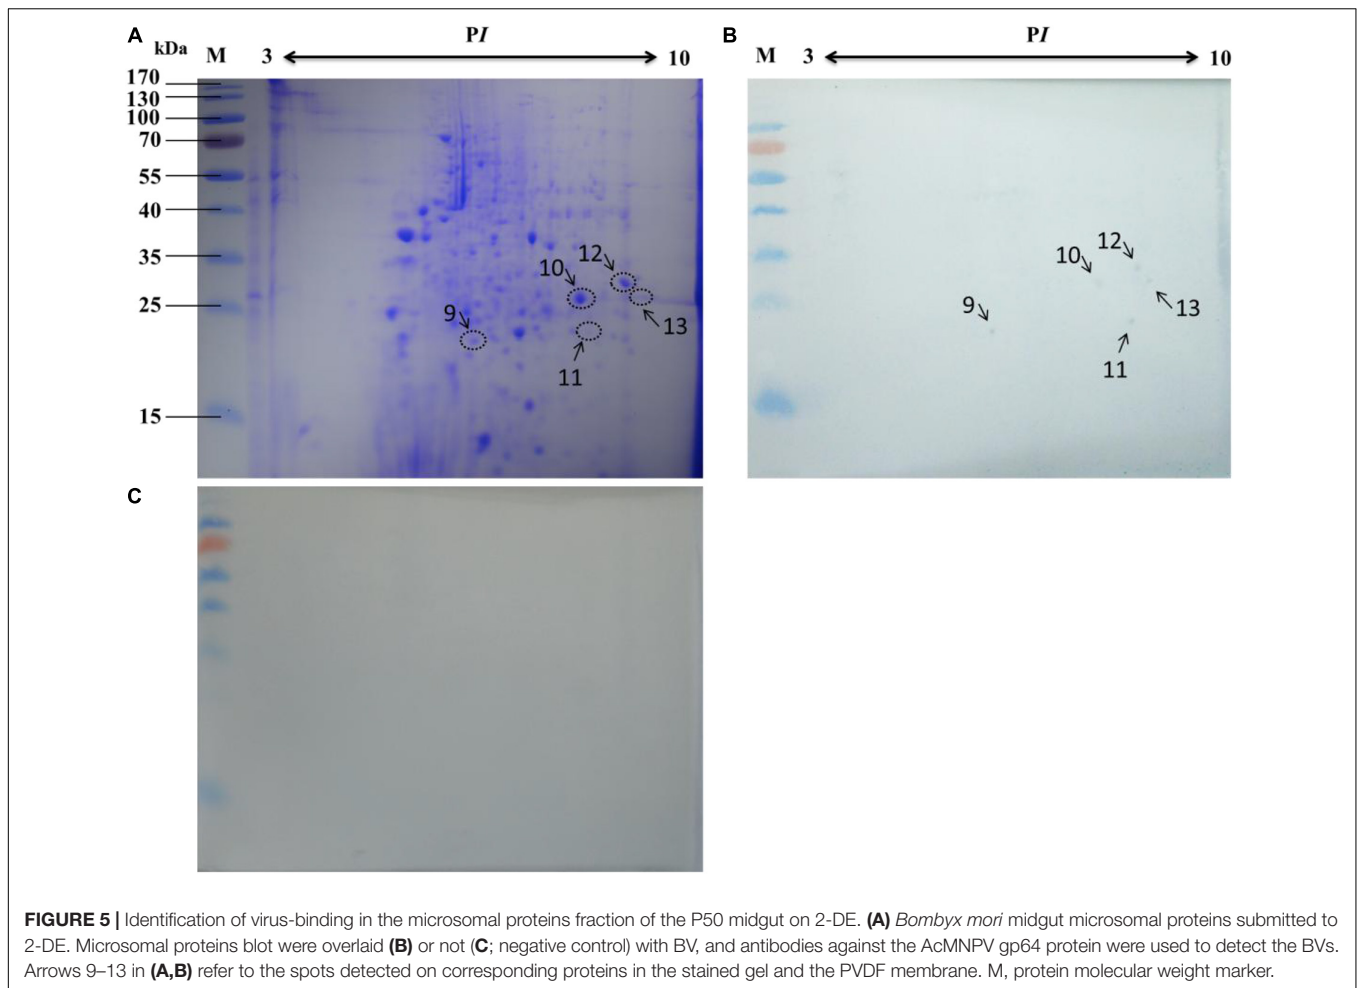 A
kDa M 3 PI 10
170
130
100
70
55
40
35
25
15
12
10
9
13
11
B
M 3 PI 10
12
10
9
13
11
C
FIGURE 5 | Identification of virus-binding in the microsomal proteins fraction of the P50 midgut on 2-DE. (A) Bombyx mori midgut microsomal proteins submitted to
2-DE. Microsomal proteins blot were overlaid (B) or not (C; negative control) with BV, and antibodies against the AcMNPV gp64 protein were used to detect the BVs.
Arrows 9–13 in (A,B) refer to the spots detected on corresponding proteins in the stained gel and the PVDF membrane. M, protein molecular weight marker.